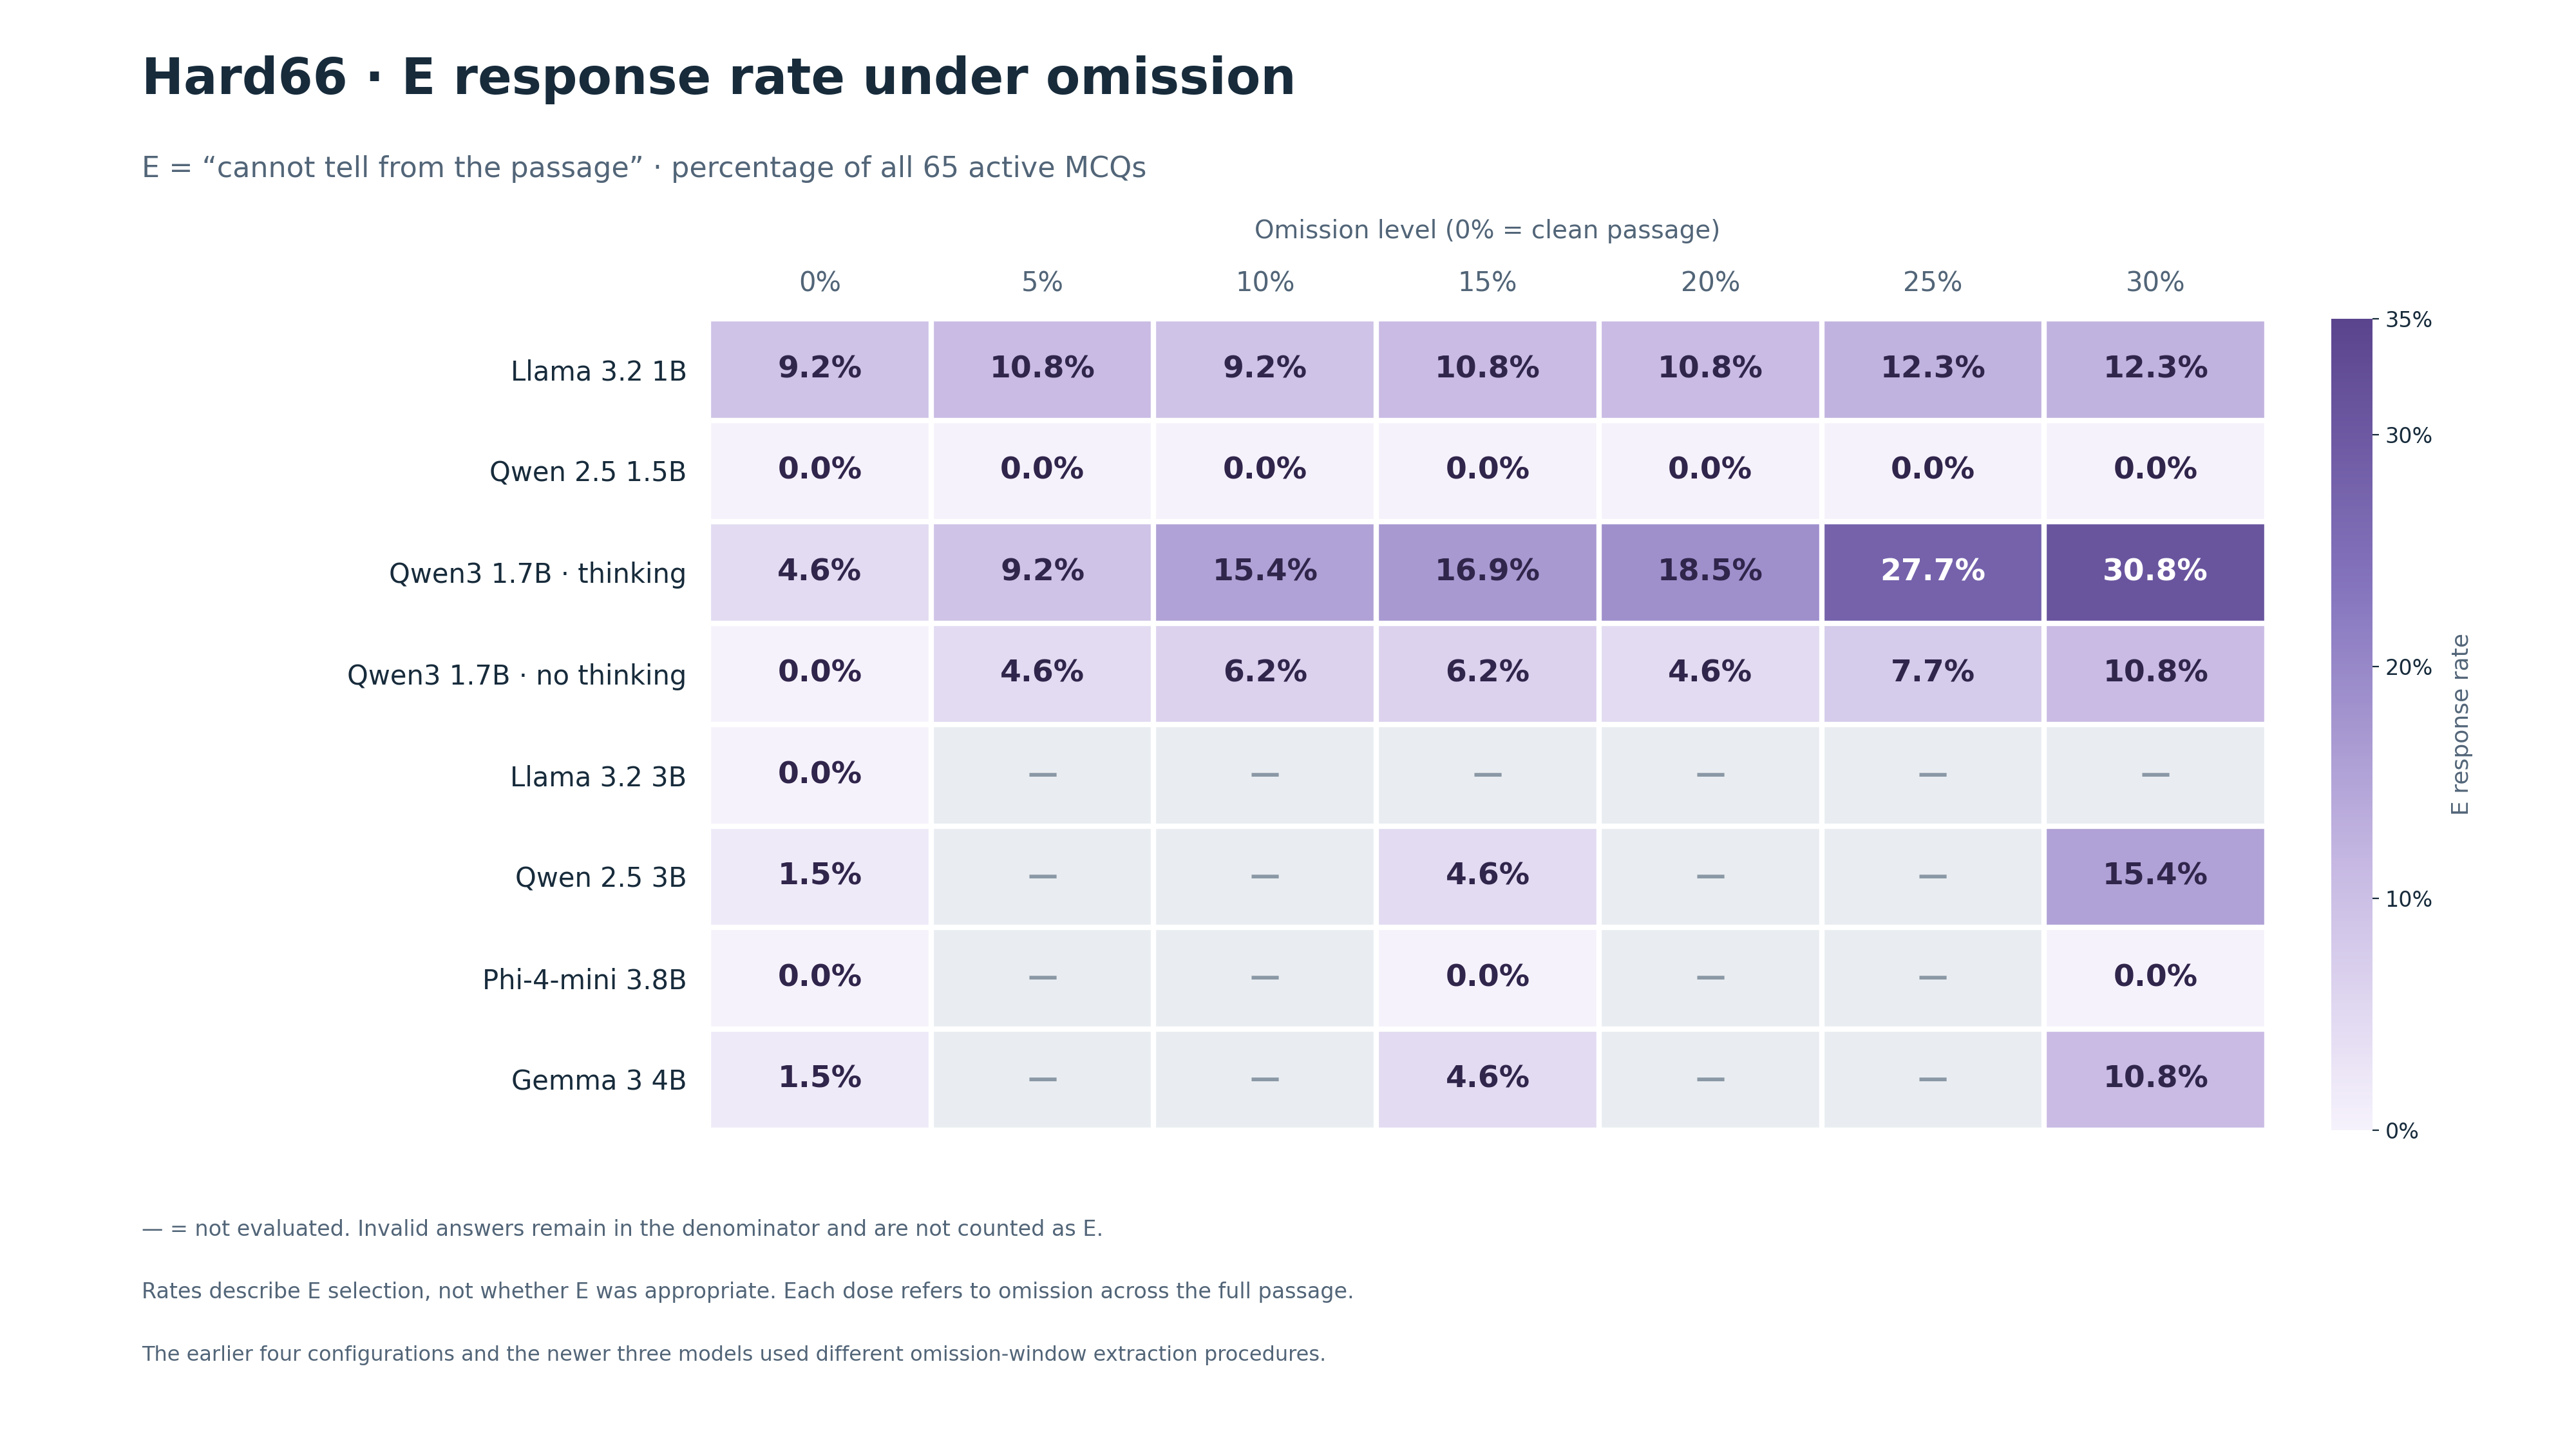 Hard66 · E response rate under omission
E = “cannot tell from the passage” · percentage of all 65 active MCQs
Omission level (0% = clean passage)
0% 5% 10% 15% 20% 25% 30%
Llama 3.2 1B 9.2% 10.8% 9.2% 10.8% 10.8% 12.3% 12.3%
Qwen 2.5 1.5B 0.0% 0.0% 0.0% 0.0% 0.0% 0.0% 0.0%
Qwen3 1.7B · thinking 4.6% 9.2% 15.4% 16.9% 18.5% 27.7% 30.8%
Qwen3 1.7B · no thinking 0.0% 4.6% 6.2% 6.2% 4.6% 7.7% 10.8%
Llama 3.2 3B 0.0% — — — — — —
Qwen 2.5 3B 1.5% — — 4.6% — — 15.4%
Phi-4-mini 3.8B 0.0% — — 0.0% — — 0.0%
Gemma 3 4B 1.5% — — 4.6% — — 10.8%
35%
30%
20%
10%
0%
E response rate
— = not evaluated. Invalid answers remain in the denominator and are not counted as E.
Rates describe E selection, not whether E was appropriate. Each dose refers to omission across the full passage.
The earlier four configurations and the newer three models used different omission-window extraction procedures.